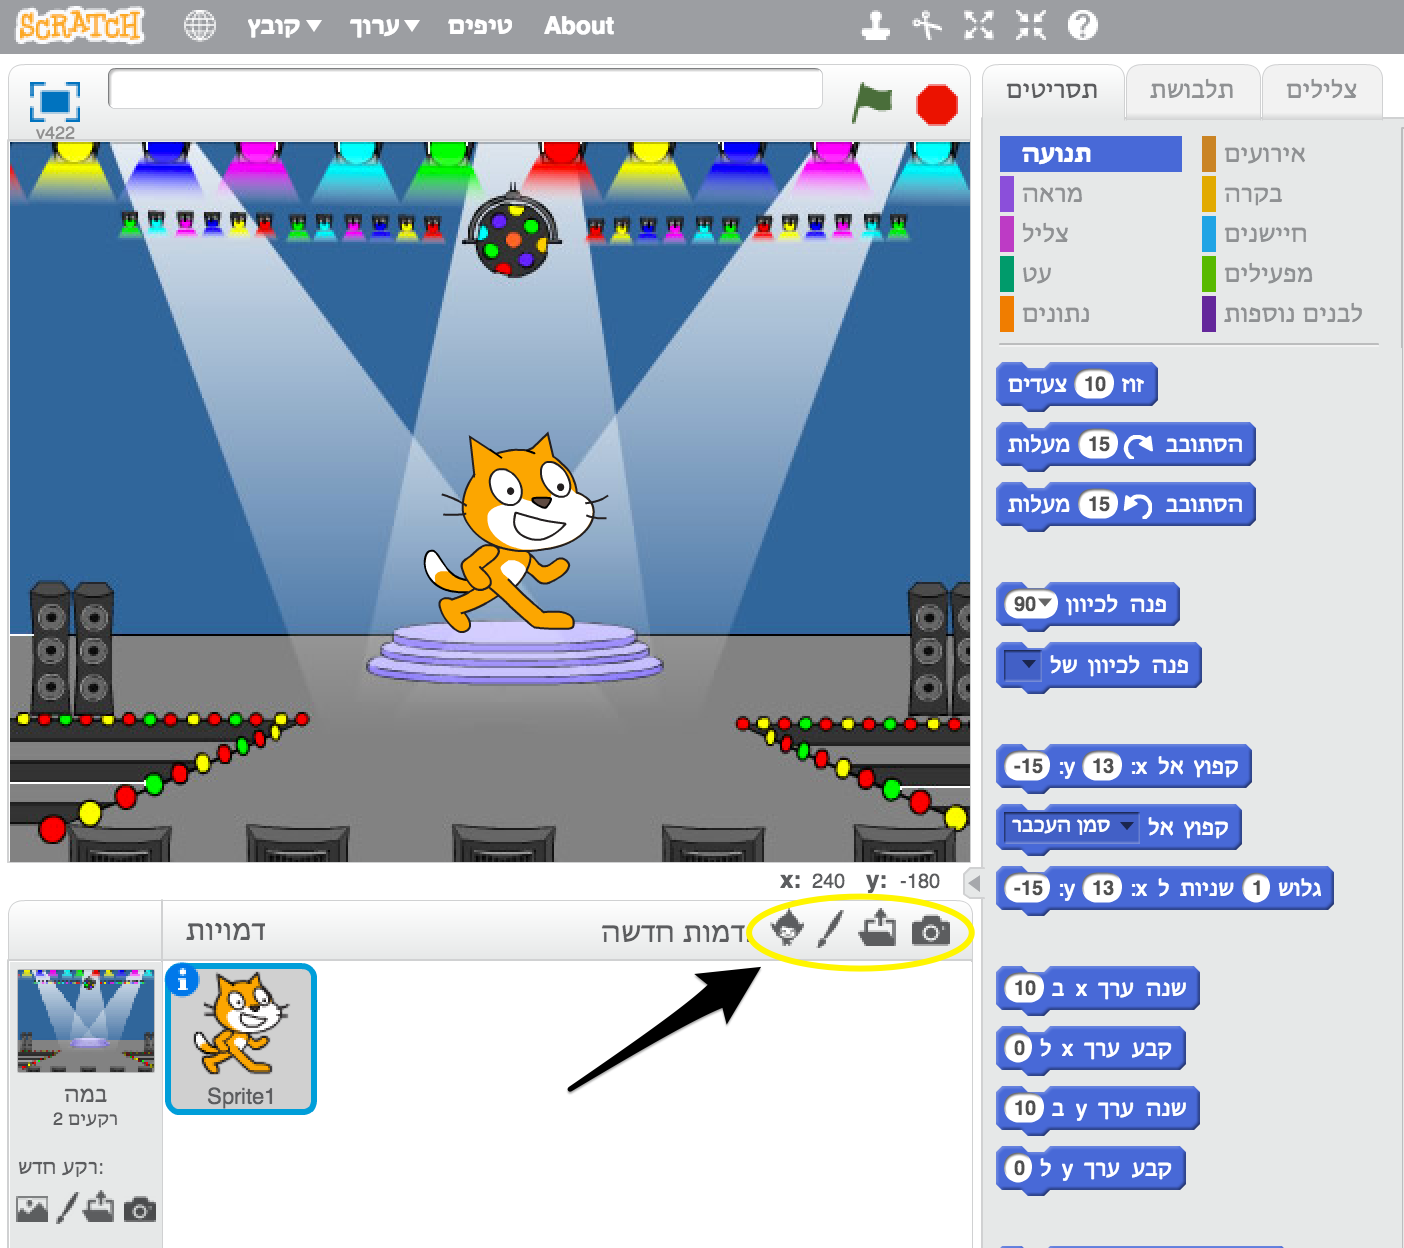 SCRATCH
קובץ
ערוך
טיפים
About
v422
תסריטים
תלבושת
צלילים
תנועה
אירועים
מראה
בקרה
צליל
חיישנים
עט
מפעילים
נתונים
לבנים נוספות
זוז 10 צעדים
הסתובב 15 מעלות
הסתובב 15 מעלות
פנה לכיוון 90
פנה לכיוון של
קפוץ אל x: 13 y: -15
קפוץ אל סמן העכבר
גלוש 1 שניות ל x: 13 y: -15
שנה ערך x ב 10
קבע ערך x ל 0
שנה ערך y ב 10
קבע ערך y ל 0
x: 240 y: -180
דמויות
דמות חדשה
Sprite1
במה
2 רקעים
רקע חדש: